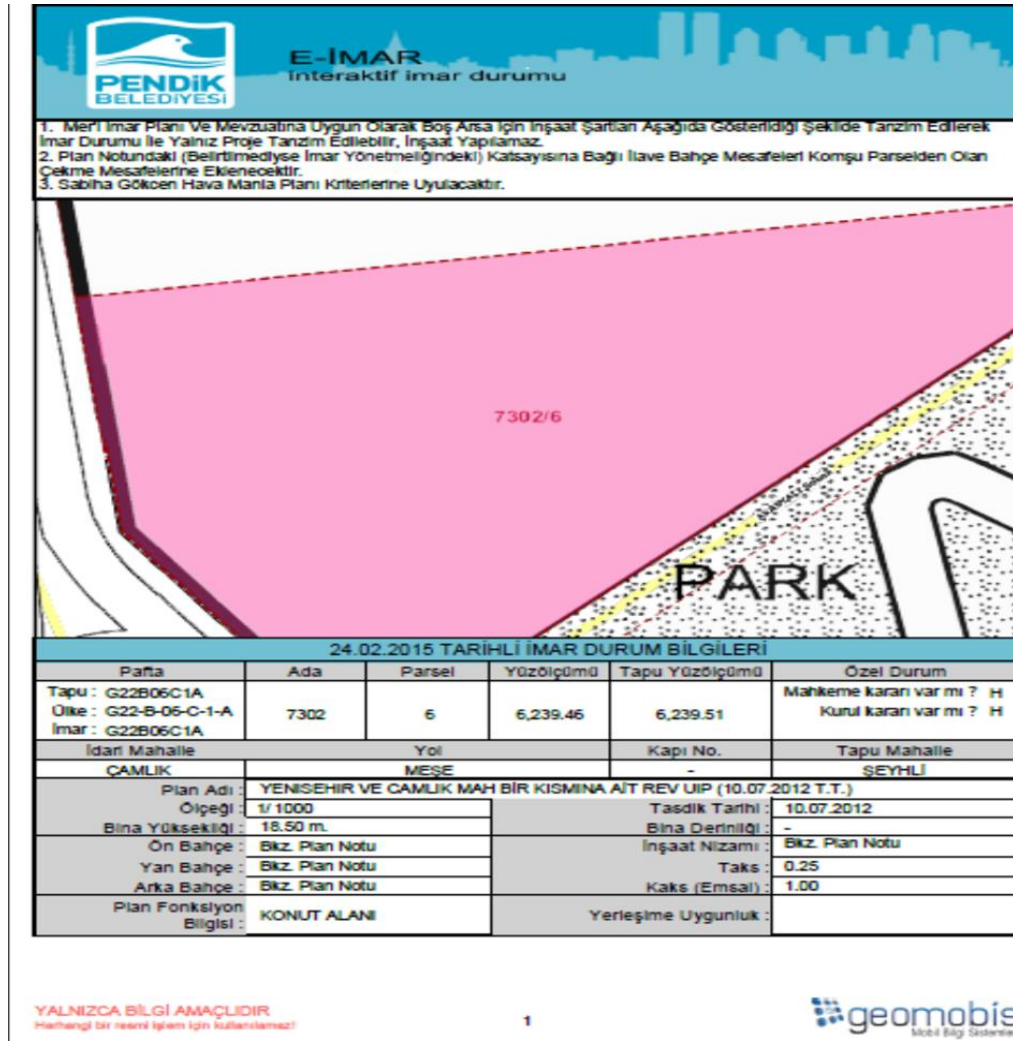 PENDİK
BELEDİYESİ
E-İMAR
interaktif imar durumu
1. Mer'i İmar Planı Ve Mevzuatına Uygun Olarak Boş Arsa İçin İnşaat Şartları Aşağıda Gösterildiği Şekilde Tanzim Edilerek
İmar Durumu İle Yalnız Proje Tanzim Edilebilir, İnşaat Yapılamaz.
2. Plan Notundaki (Belirtilmediyse İmar Yönetmeliğindeki) Katsayısına Bağlı İlave Bahçe Mesafeleri Komşu Parselden Olan
Çekme Mesafelerine Eklenecektir.
3. Sabiha Gökcen Hava Mania Planı Kriterlerine Uyulacaktır.
7302/6
PARK
24.02.2015 TARİHLİ İMAR DURUM BİLGİLERİ
Pafta Ada Parsel Yüzölçümü Tapu Yüzölçümü Özel Durum
Tapu : G22B06C1A
Ülke : G22-B-06-C-1-A
İmar : G22B06C1A
7302 6 6,239.46 6,239.51
Mahkeme kararı var mı ? H
Kurul kararı var mı ? H
İdari Mahalle Yol Kapı No. Tapu Mahalle
ÇAMLIK MEŞE - ŞEYHLİ
Plan Adı : YENISEHIR VE CAMLIK MAH BİR KISMINA AİT REV UIP (10.07.2012 T.T.)
Ölçeği : 1/ 1000 Tasdik Tarihi : 10.07.2012
Bina Yüksekliği : 18.50 m. Bina Derinliği : -
Ön Bahçe : Bkz. Plan Notu İnşaat Nizamı : Bkz. Plan Notu
Yan Bahçe : Bkz. Plan Notu Taks : 0.25
Arka Bahçe : Bkz. Plan Notu Kaks (Emsal) : 1.00
Plan Fonksiyon
Bilgisi : KONUT ALANI Yerleşime Uygunluk :
YALNIZCA BİLGİ AMAÇLIDIR
Herhangi bir resmi işlem için kullanılamaz!
1
geomobis
Mobil Bilgi Sistemler